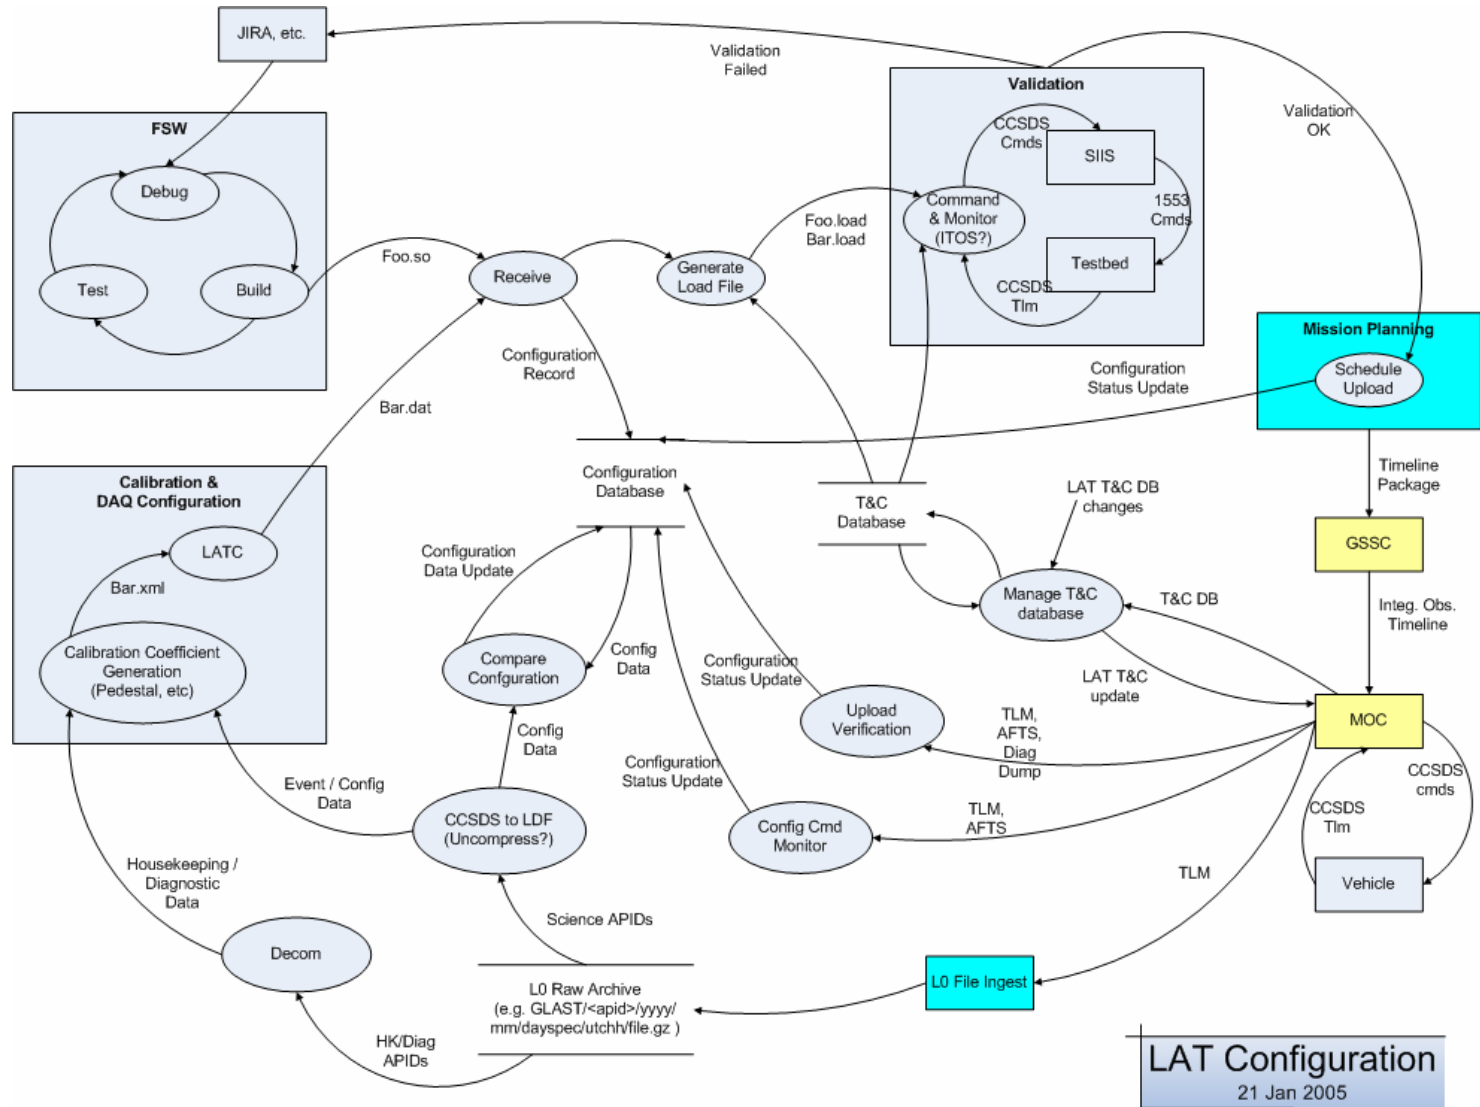 JIRA, etc.
Validation
Failed
Validation
Validation
OK
FSW
Debug
Test
Build
Foo.so
Receive
Generate
Load File
Foo.load
Bar.load
CCSDS
Cmds
SIIS
Command
& Monitor
(ITOS?)
1553
Cmds
Testbed
CCSDS
Tlm
Mission Planning
Schedule
Upload
Configuration
Status Update
Configuration
Record
Bar.dat
Calibration &
DAQ Configuration
LATC
Bar.xml
Calibration Coefficient
Generation
(Pedestal, etc)
Configuration
Database
T&C
Database
LAT T&C DB
changes
Timeline
Package
GSSC
Configuration
Data Update
Manage T&C
database
T&C DB
Integ. Obs.
Timeline
Compare
Confguration
Config
Data
Configuration
Status Update
LAT T&C
update
Upload
Verification
TLM,
AFTS,
Diag
Dump
MOC
Config
Data
Configuration
Status Update
CCSDS
cmds
Event / Config
Data
CCSDS to LDF
(Uncompress?)
Config Cmd
Monitor
TLM,
AFTS
CCSDS
Tlm
Housekeeping /
Diagnostic
Data
TLM
Vehicle
Science APIDs
Decom
L0 Raw Archive
(e.g. GLAST/<apid>/yyyy/
mm/dayspec/utchh/file.gz )
L0 File Ingest
HK/Diag
APIDs
LAT Configuration
21 Jan 2005